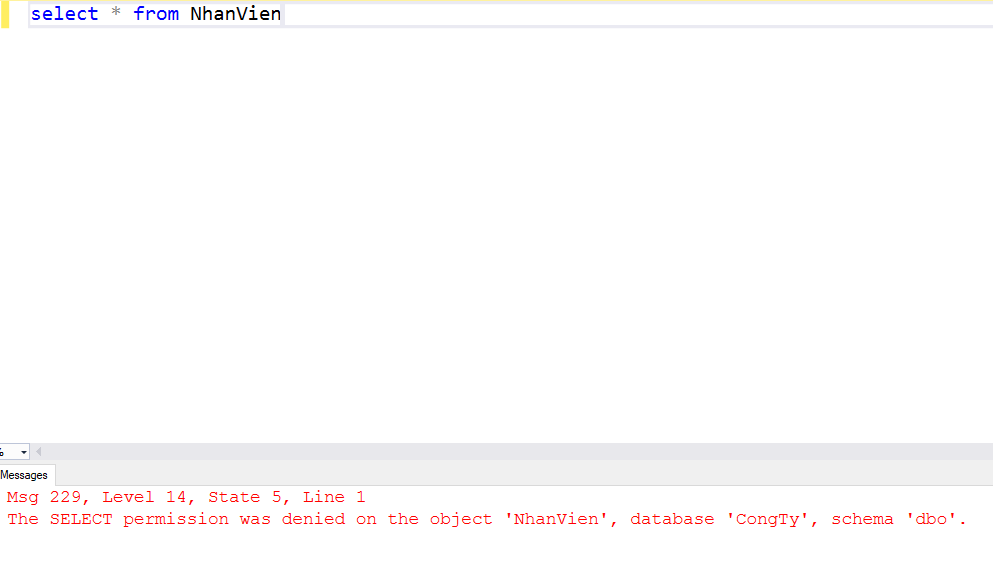 select * from NhanVien
%
Messages
Msg 229, Level 14, State 5, Line 1
The SELECT permission was denied on the object 'NhanVien', database 'CongTy', schema 'dbo'.